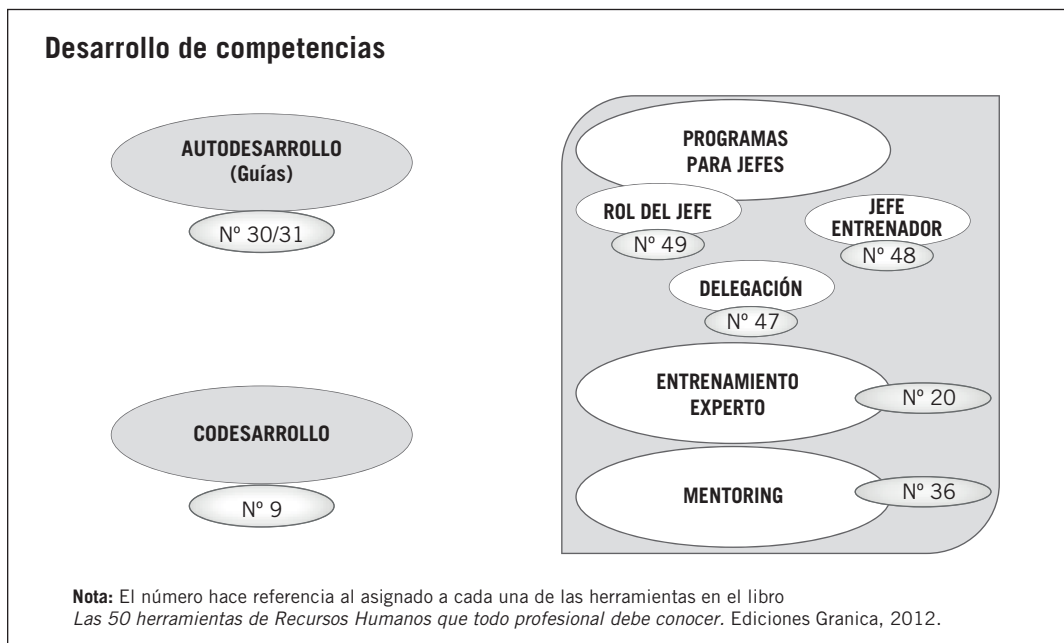 Desarrollo de competencias
AUTODESARROLLO
(Guías)
Nº 30/31
CODESARROLLO
Nº 9
PROGRAMAS
PARA JEFES
ROL DEL JEFE
Nº 49
JEFE
ENTRENADOR
Nº 48
DELEGACIÓN
Nº 47
ENTRENAMIENTO
EXPERTO
Nº 20
MENTORING
Nº 36
Nota: El número hace referencia al asignado a cada una de las herramientas en el libro
Las 50 herramientas de Recursos Humanos que todo profesional debe conocer. Ediciones Granica, 2012.